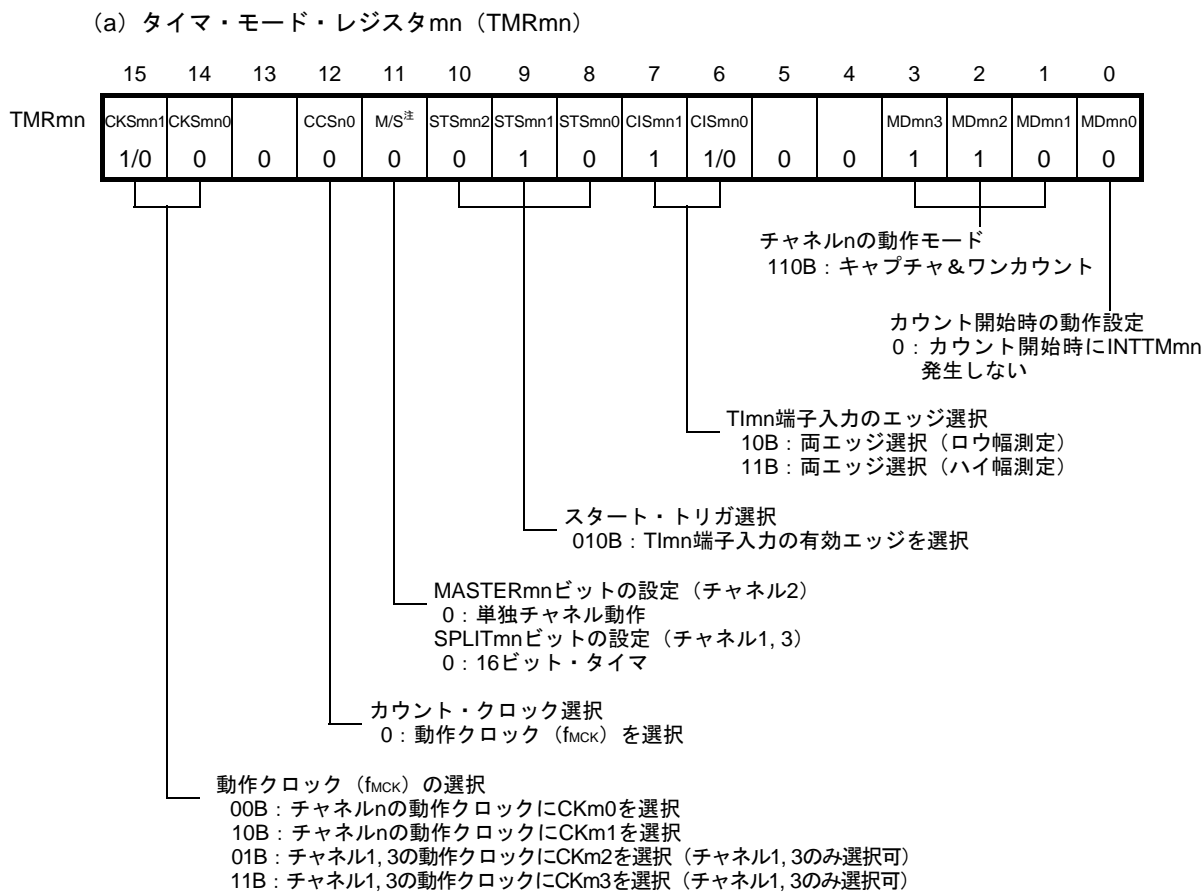 (a) タイマ・モード・レジスタmn（TMRmn）
15 14 13 12 11 10 9 8 7 6 5 4 3 2 1 0
TMRmn CKSmn1 CKSmn0 CCSn0 M/S注 STSmn2 STSmn1 STSmn0 CISmn1 CISmn0 MDmn3 MDmn2 MDmn1 MDmn0
1/0 0 0 0 0 0 1 0 1 1/0 0 0 1 1 0 0
チャネルnの動作モード
110B：キャプチャ＆ワンカウント
カウント開始時の動作設定
0：カウント開始時にINTTMmn
発生しない
TImn端子入力のエッジ選択
10B：両エッジ選択（ロウ幅測定）
11B：両エッジ選択（ハイ幅測定）
スタート・トリガ選択
010B：TImn端子入力の有効エッジを選択
MASTERmnビットの設定（チャネル2）
0：単独チャネル動作
SPLITmnビットの設定（チャネル1, 3）
0：16ビット・タイマ
カウント・クロック選択
0：動作クロック（fMCK）を選択
動作クロック（fMCK）の選択
00B：チャネルnの動作クロックにCKm0を選択
10B：チャネルnの動作クロックにCKm1を選択
01B：チャネル1, 3の動作クロックにCKm2を選択（チャネル1, 3のみ選択可）
11B：チャネル1, 3の動作クロックにCKm3を選択（チャネル1, 3のみ選択可）